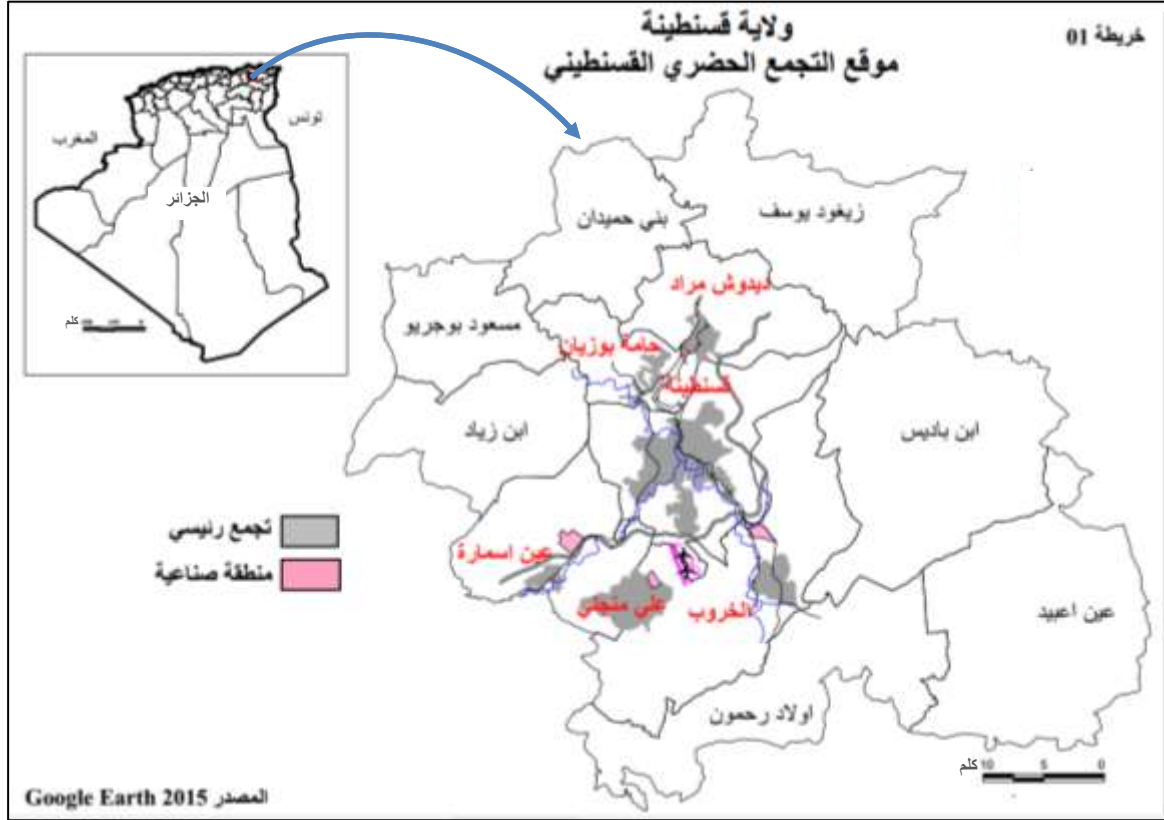 خريطة 01
ولاية قسنطينة
موقع التجمع الحضري القسنطيني
تونس
المغرب
الجزائر
كلم
زيغود يوسف
بني حميدان
ديدوش مراد
مسعود بوجريو
حامة بوزيان
قسنطينة
ابن زياد
ابن باديس
تجمع رئيسي
منطقة صناعية
عين اسمارة
علي منجلي
الخروب
عين اعبيد
اولاد رحمون
كلم 10 5 0
المصدر Google Earth 2015